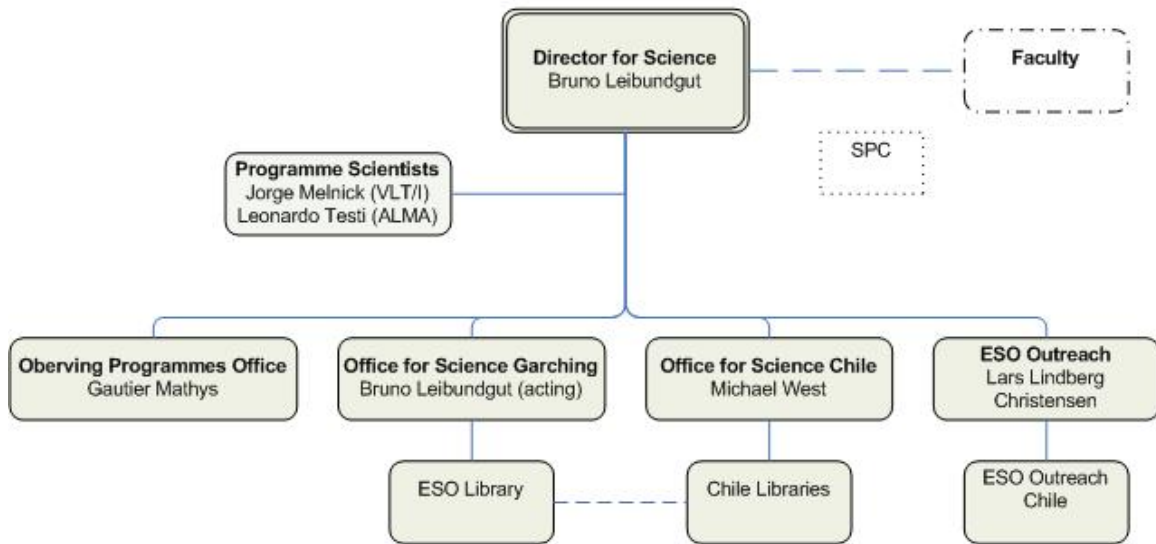 Director for Science
Bruno Leibundgut
Faculty
SPC
Programme Scientists
Jorge Melnick (VLT/I)
Leonardo Testi (ALMA)
Oberving Programmes Office
Gautier Mathys
Office for Science Garching
Bruno Leibundgut (acting)
Office for Science Chile
Michael West
ESO Outreach
Lars Lindberg
Christensen
ESO Library
Chile Libraries
ESO Outreach
Chile